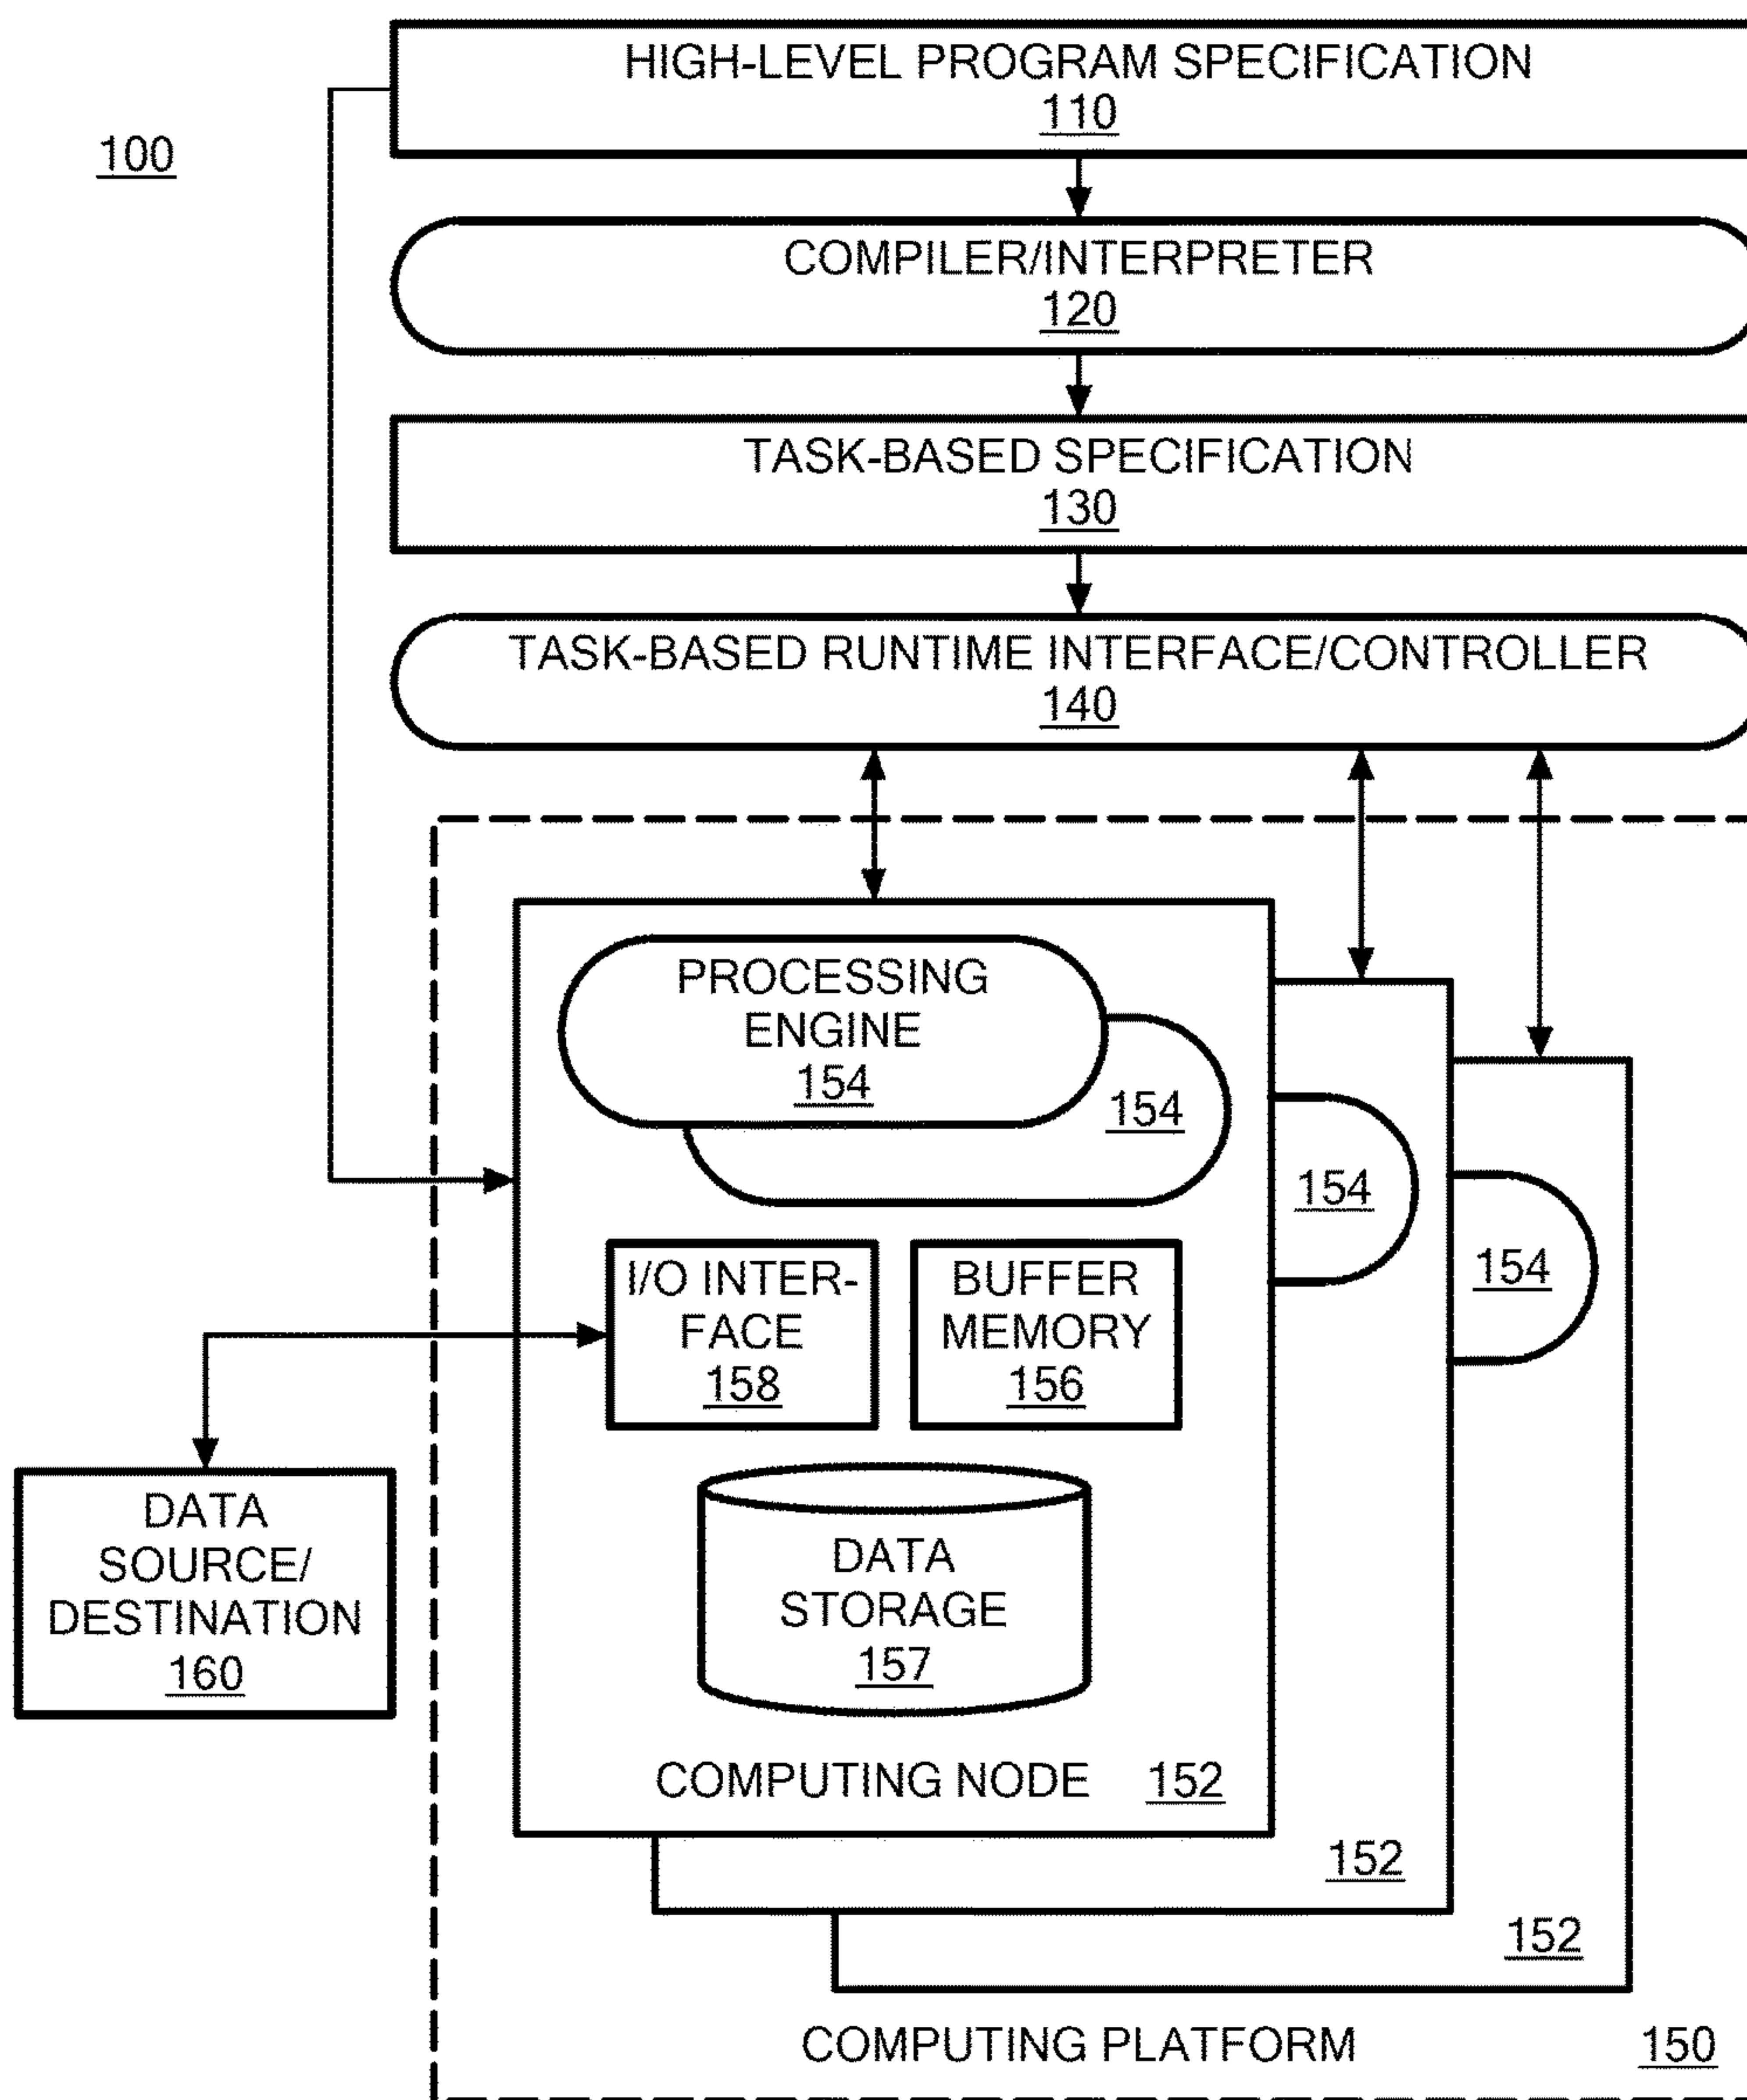 HIGH-LEVEL PROGRAM SPECIFICATION
110
100
COMPILER/INTERPRETER
120
TASK-BASED SPECIFICATION
130
TASK-BASED RUNTIME INTERFACE/CONTROLLER
140
PROCESSING
ENGINE
154
154
154
154
I/O INTER-
FACE
158
BUFFER
MEMORY
156
DATA
SOURCE/
DESTINATION
160
DATA
STORAGE
157
COMPUTING NODE 152
152
152
COMPUTING PLATFORM 150